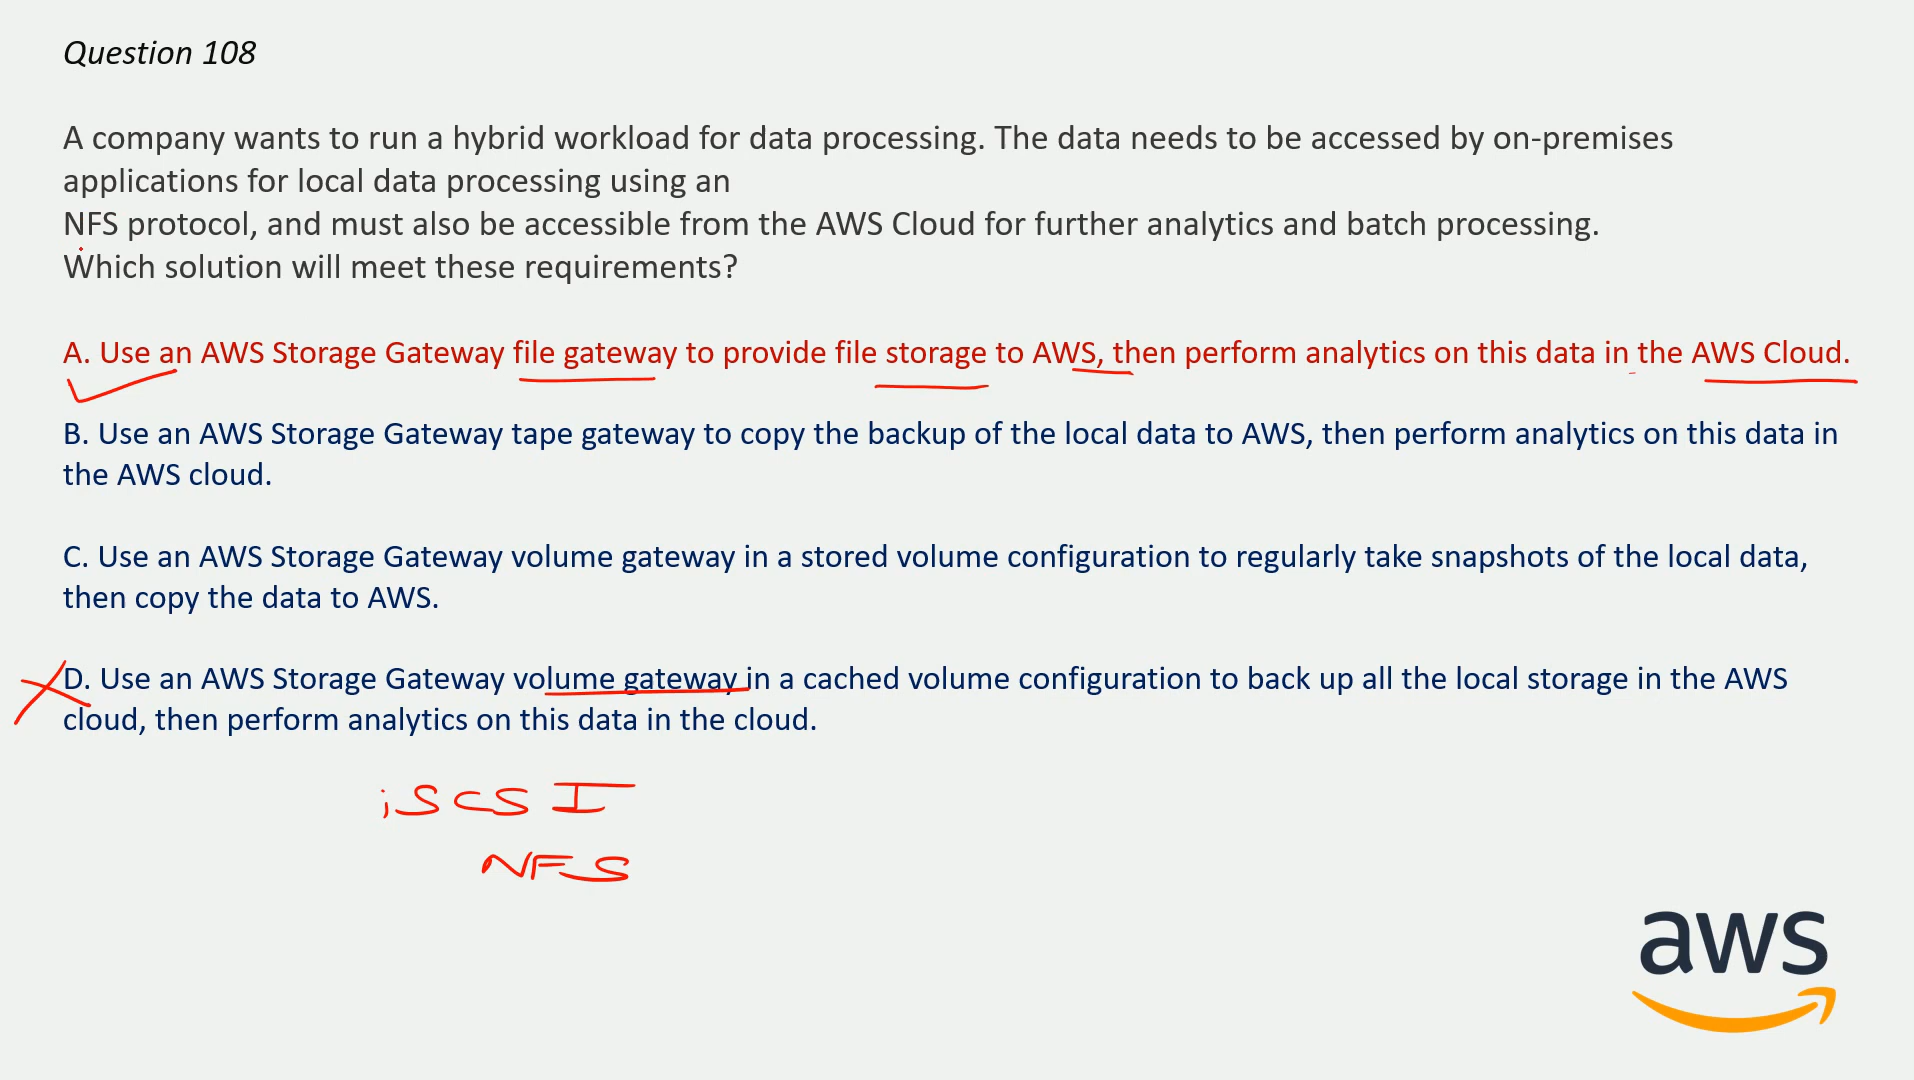 Question 108
A company wants to run a hybrid workload for data processing. The data needs to be accessed by on-premises
applications for local data processing using an
NFS protocol, and must also be accessible from the AWS Cloud for further analytics and batch processing.
Which solution will meet these requirements?
A. Use an AWS Storage Gateway file gateway to provide file storage to AWS, then perform analytics on this data in the AWS Cloud.
B. Use an AWS Storage Gateway tape gateway to copy the backup of the local data to AWS, then perform analytics on this data in
the AWS cloud.
C. Use an AWS Storage Gateway volume gateway in a stored volume configuration to regularly take snapshots of the local data,
then copy the data to AWS.
D. Use an AWS Storage Gateway volume gateway in a cached volume configuration to back up all the local storage in the AWS
cloud, then perform analytics on this data in the cloud.
iSCSI
NFS
aws